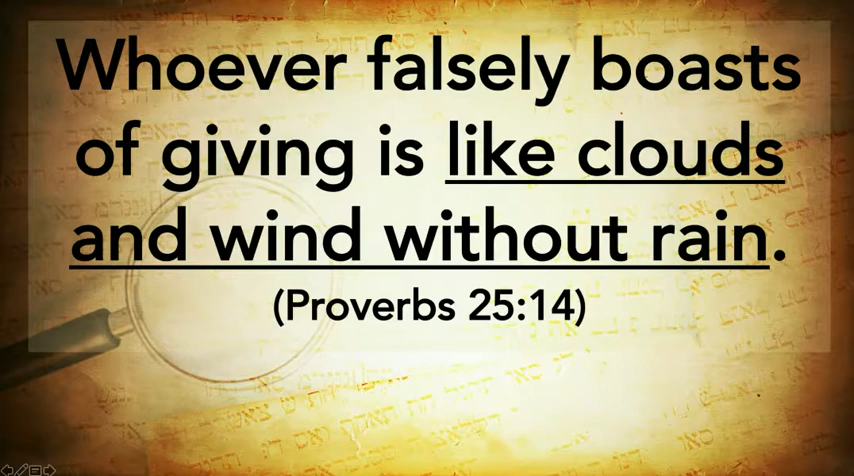 Whoever falsely boasts
of giving is like clouds
and wind without rain.
(Proverbs 25:14)